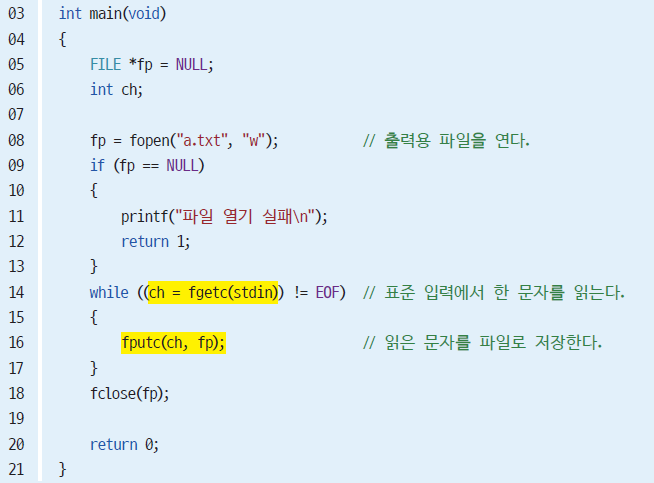 03 int main(void)
04 {
05 FILE *fp = NULL;
06 int ch;
07
08 fp = fopen("a.txt", "w"); // 출력용 파일을 연다.
09 if (fp == NULL)
10 {
11 printf("파일 열기 실패\n");
12 return 1;
13 }
14 while ((ch = fgetc(stdin)) != EOF) // 표준 입력에서 한 문자를 읽는다.
15 {
16 fputc(ch, fp); // 읽은 문자를 파일로 저장한다.
17 }
18 fclose(fp);
19
20 return 0;
21 }